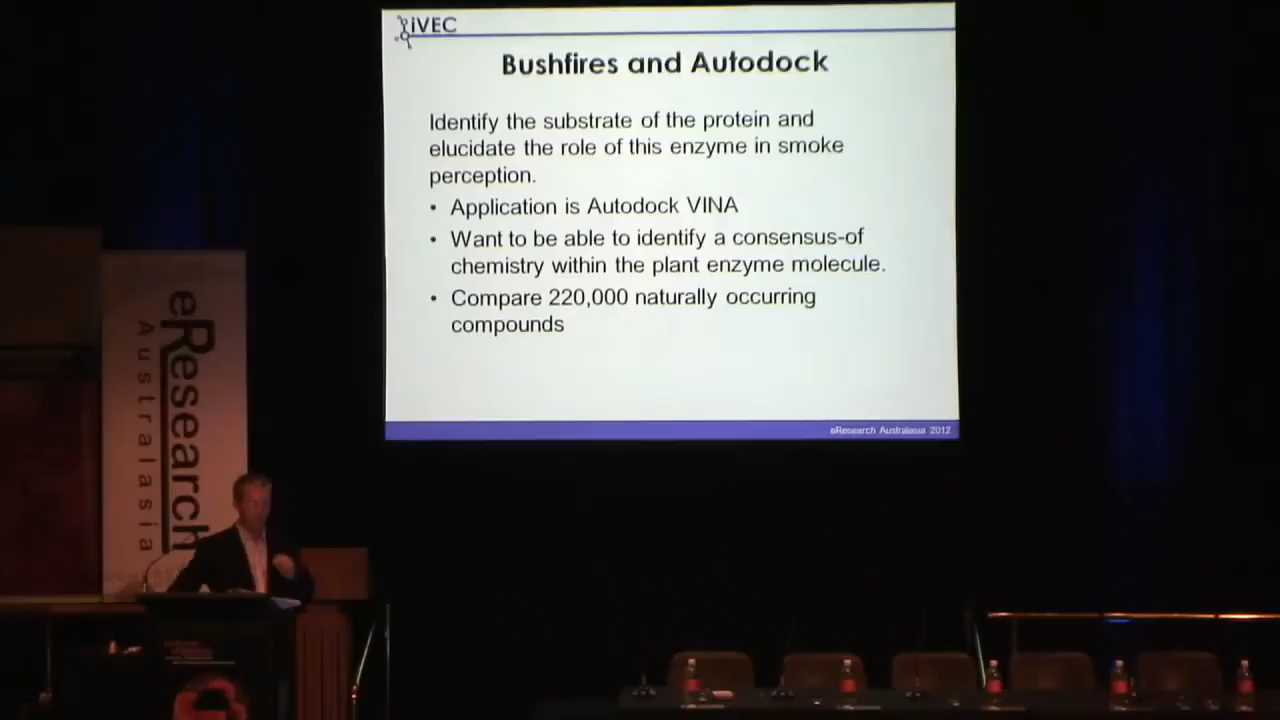 iVEC
Bushfires and Autodock
Identify the substrate of the protein and
elucidate the role of this enzyme in smoke
perception.
• Application is Autodock VINA
• Want to be able to identify a consensus-of
chemistry within the plant enzyme molecule.
• Compare 220,000 naturally occurring
compounds
eResearch Australasia 2012
eResearch
Australasia